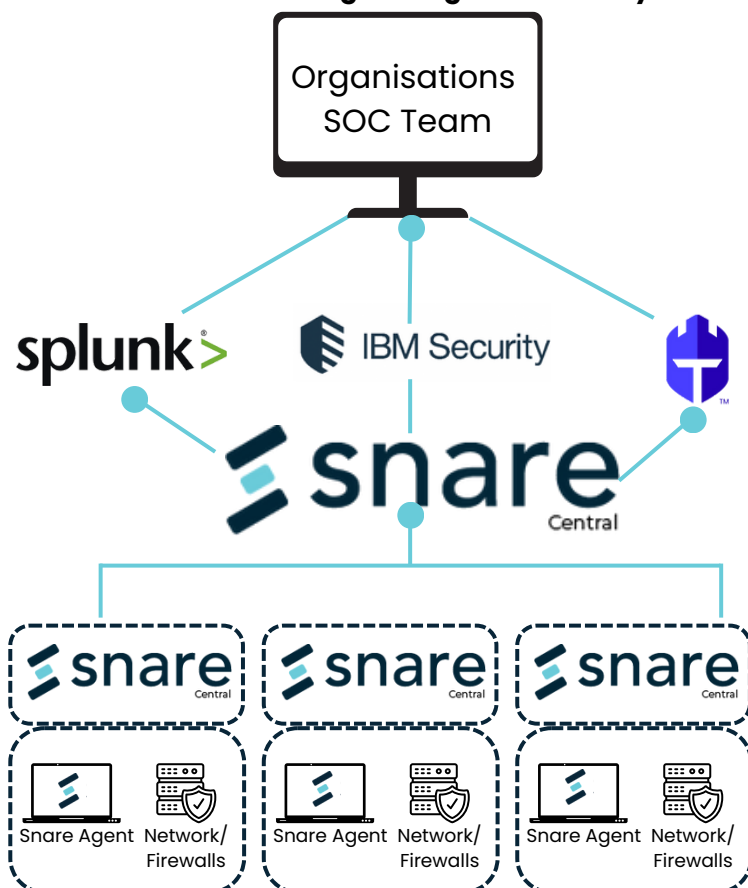 Organisations
SOC Team
splunk>®
IBM Security
T
TM
snare
Central
snare
Central
snare
Central
snare
Central
Snare Agent
Network/
Firewalls
Snare Agent
Network/
Firewalls
Snare Agent
Network/
Firewalls